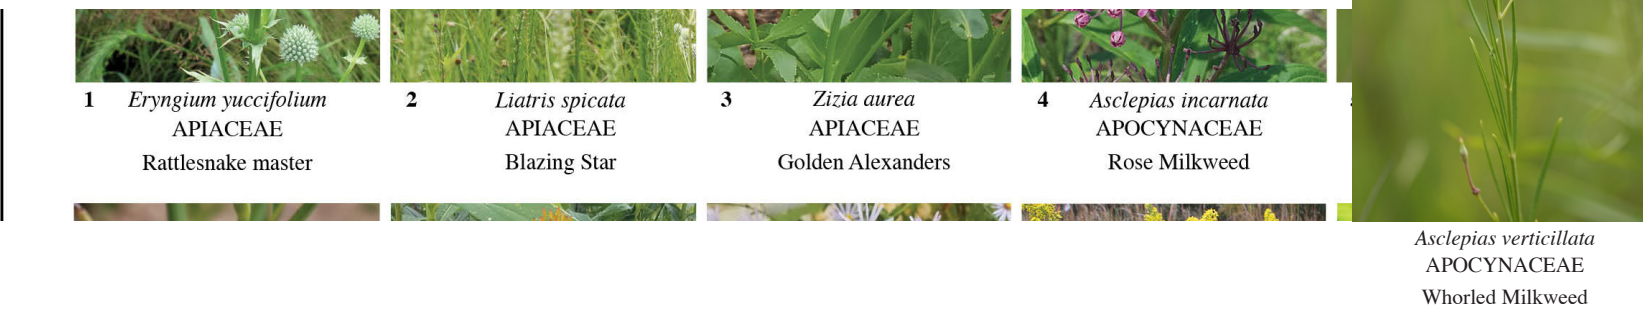 1 Eryngium yuccifolium
APIACEAE
Rattlesnake master
2 Liatris spicata
APIACEAE
Blazing Star
3 Zizia aurea
APIACEAE
Golden Alexanders
4 Asclepias incarnata
APOCYNACEAE
Rose Milkweed
Asclepias verticillata
APOCYNACEAE
Whorled Milkweed